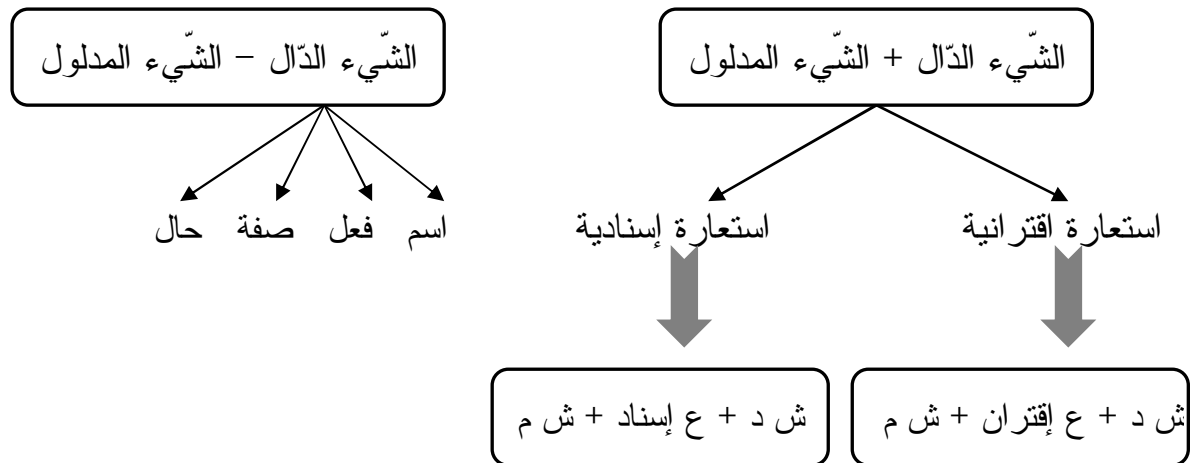 الشّيء الدّال + الشّيء المدلول
الشّيء الدّال – الشّيء المدلول
استعارة اقترانية
استعارة إسنادية
اسم
فعل
صفة
حال
ش د + ع إقتران + ش م
ش د + ع إسناد + ش م